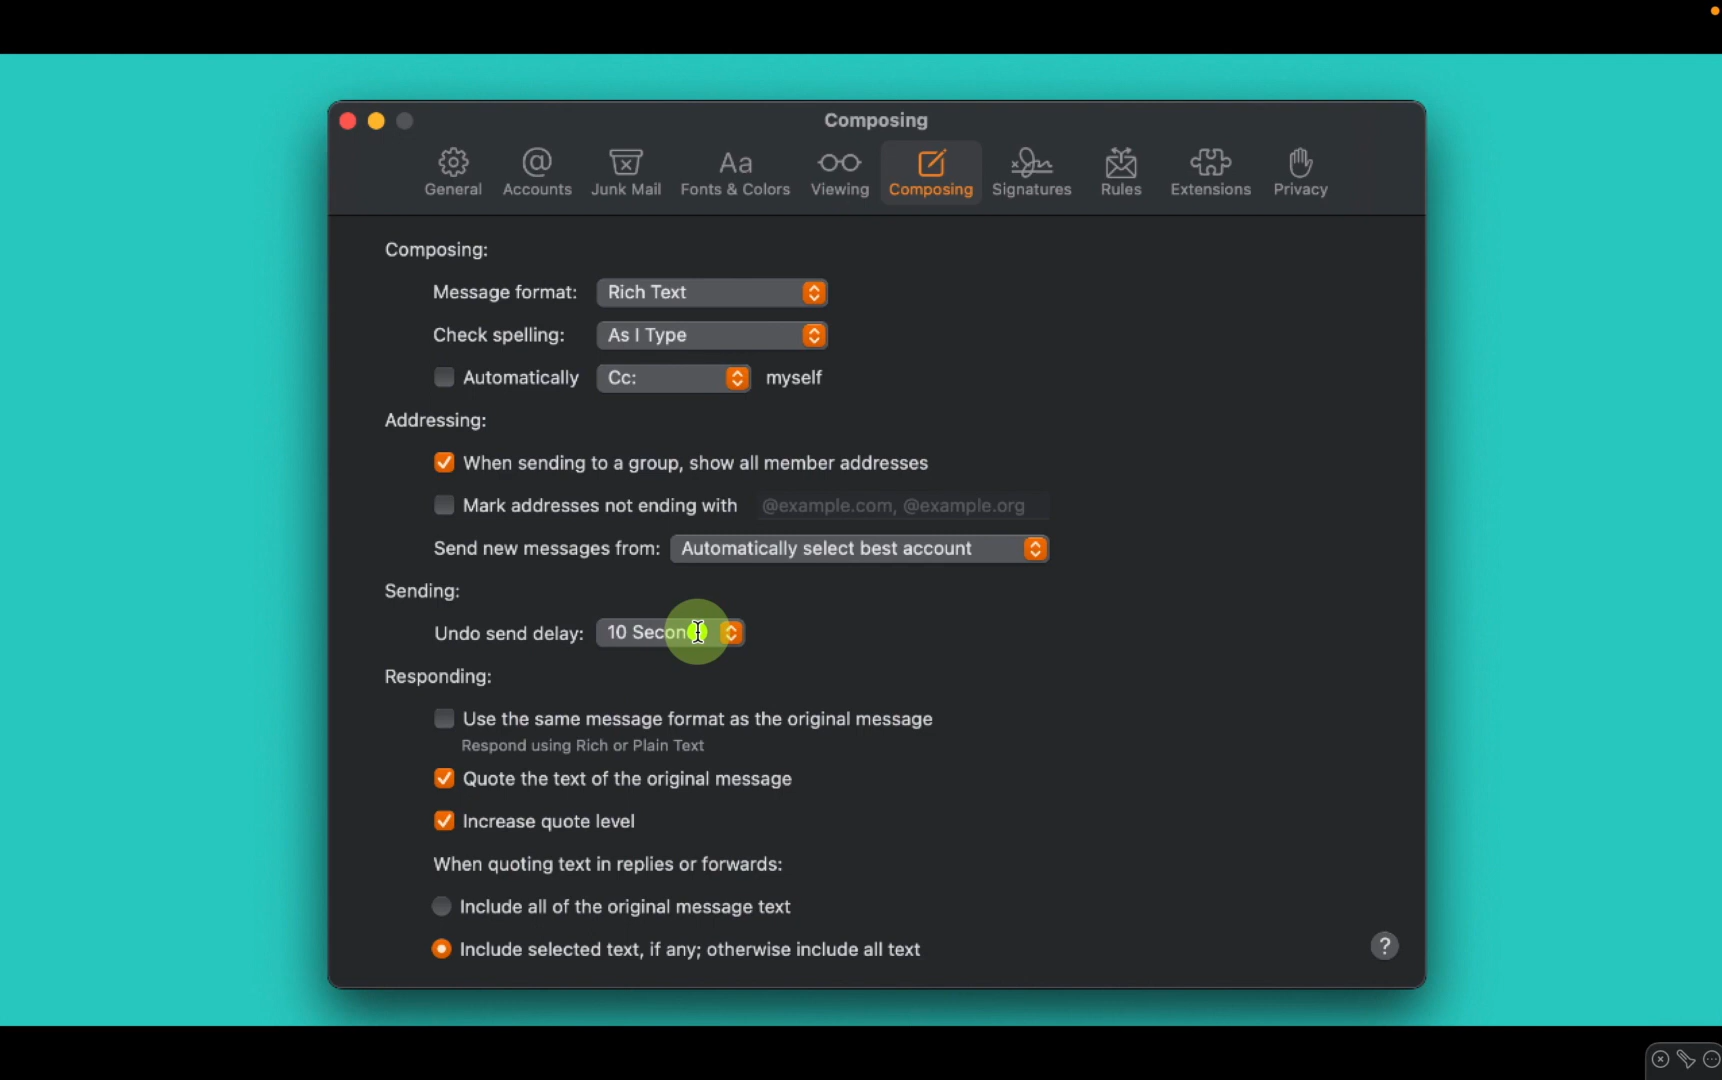 Composing
General Accounts Junk Mail Fonts & Colors Viewing Composing Signatures Rules Extensions Privacy
Composing:
Message format: Rich Text
Check spelling: As I Type
Automatically Cc: myself
Addressing:
When sending to a group, show all member addresses
Mark addresses not ending with @example.com, @example.org
Send new messages from: Automatically select best account
Sending:
Undo send delay: 10
Responding:
Use the same message format as the original message
Respond using Rich or Plain Text
Quote the text of the original message
Increase quote level
When quoting text in replies or forwards:
Include all of the original message text
Include selected text, if any; otherwise include all text
?